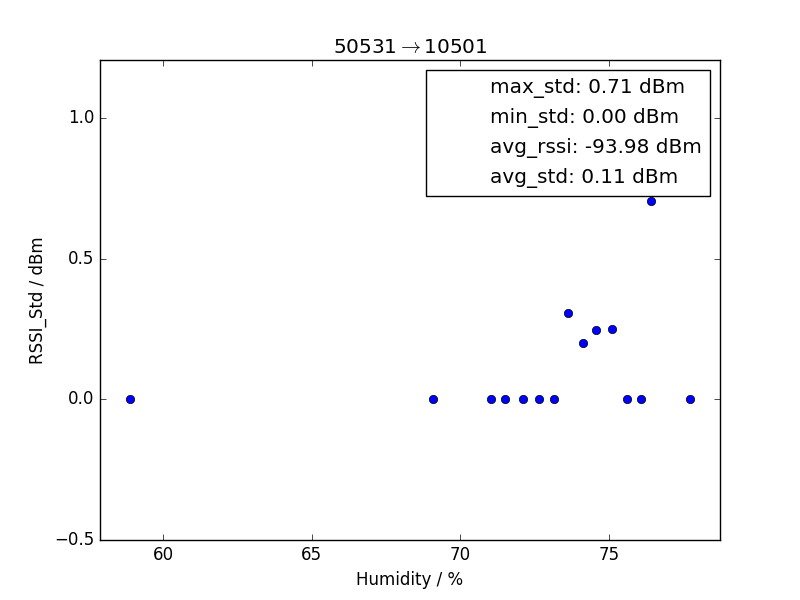 50531→10501
max_std: 0.71 dBm
min_std: 0.00 dBm
avg_rssi: -93.98 dBm
avg_std: 0.11 dBm
1.0
0.5
0.0
−0.5
RSSI_Std / dBm
60 65 70 75
Humidity / %